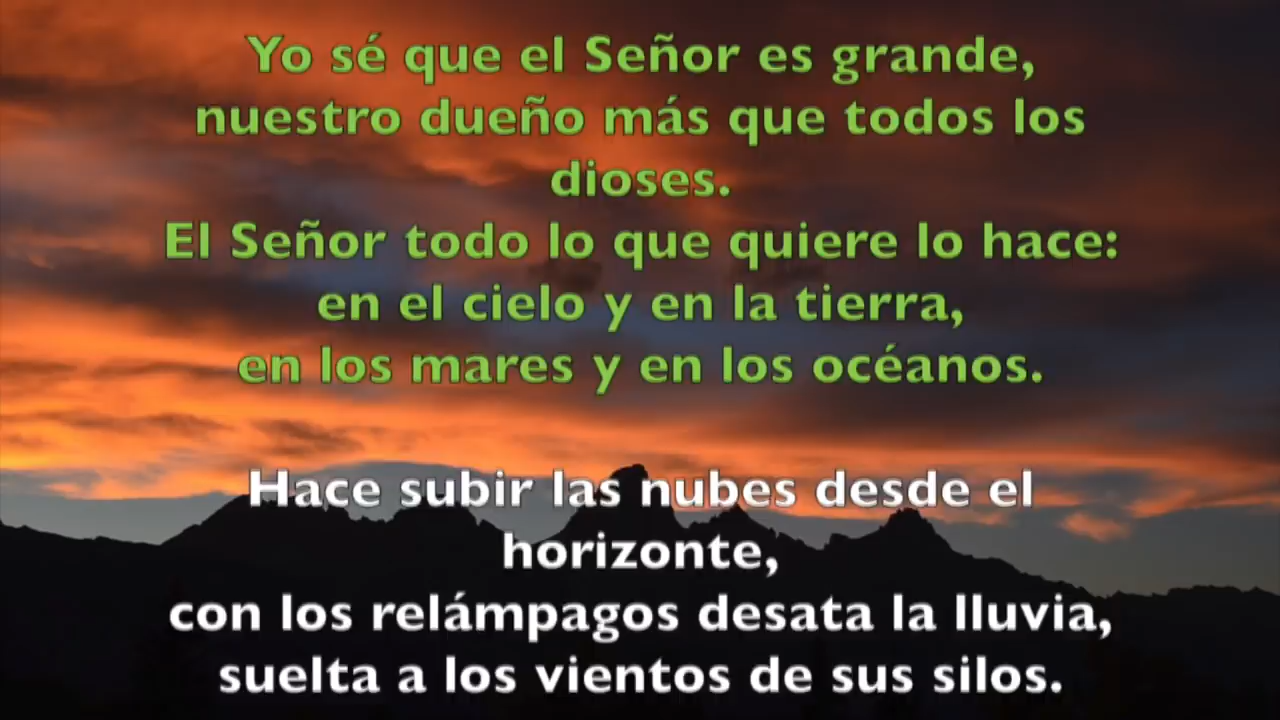 Yo sé que el Señor es grande,
nuestro dueño más que todos los
dioses.
El Señor todo lo que quiere lo hace:
en el cielo y en la tierra,
en los mares y en los océanos.
Hace subir las nubes desde el
horizonte,
con los relámpagos desata la lluvia,
suelta a los vientos de sus silos.